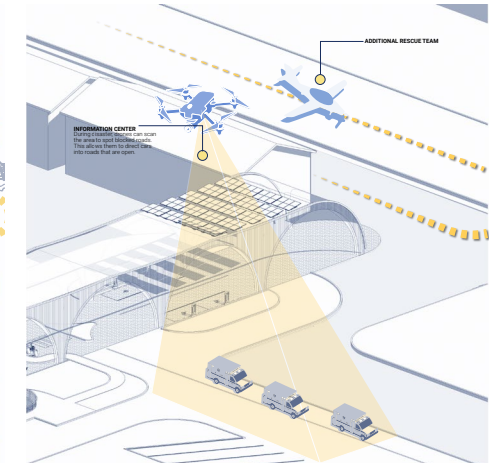 ADDITIONAL RESCUE TEAM
INFORMATION CENTER
During disaster drones can scan
the area to spot blocked roads.
This allows them to direct cars
into roads that are open.